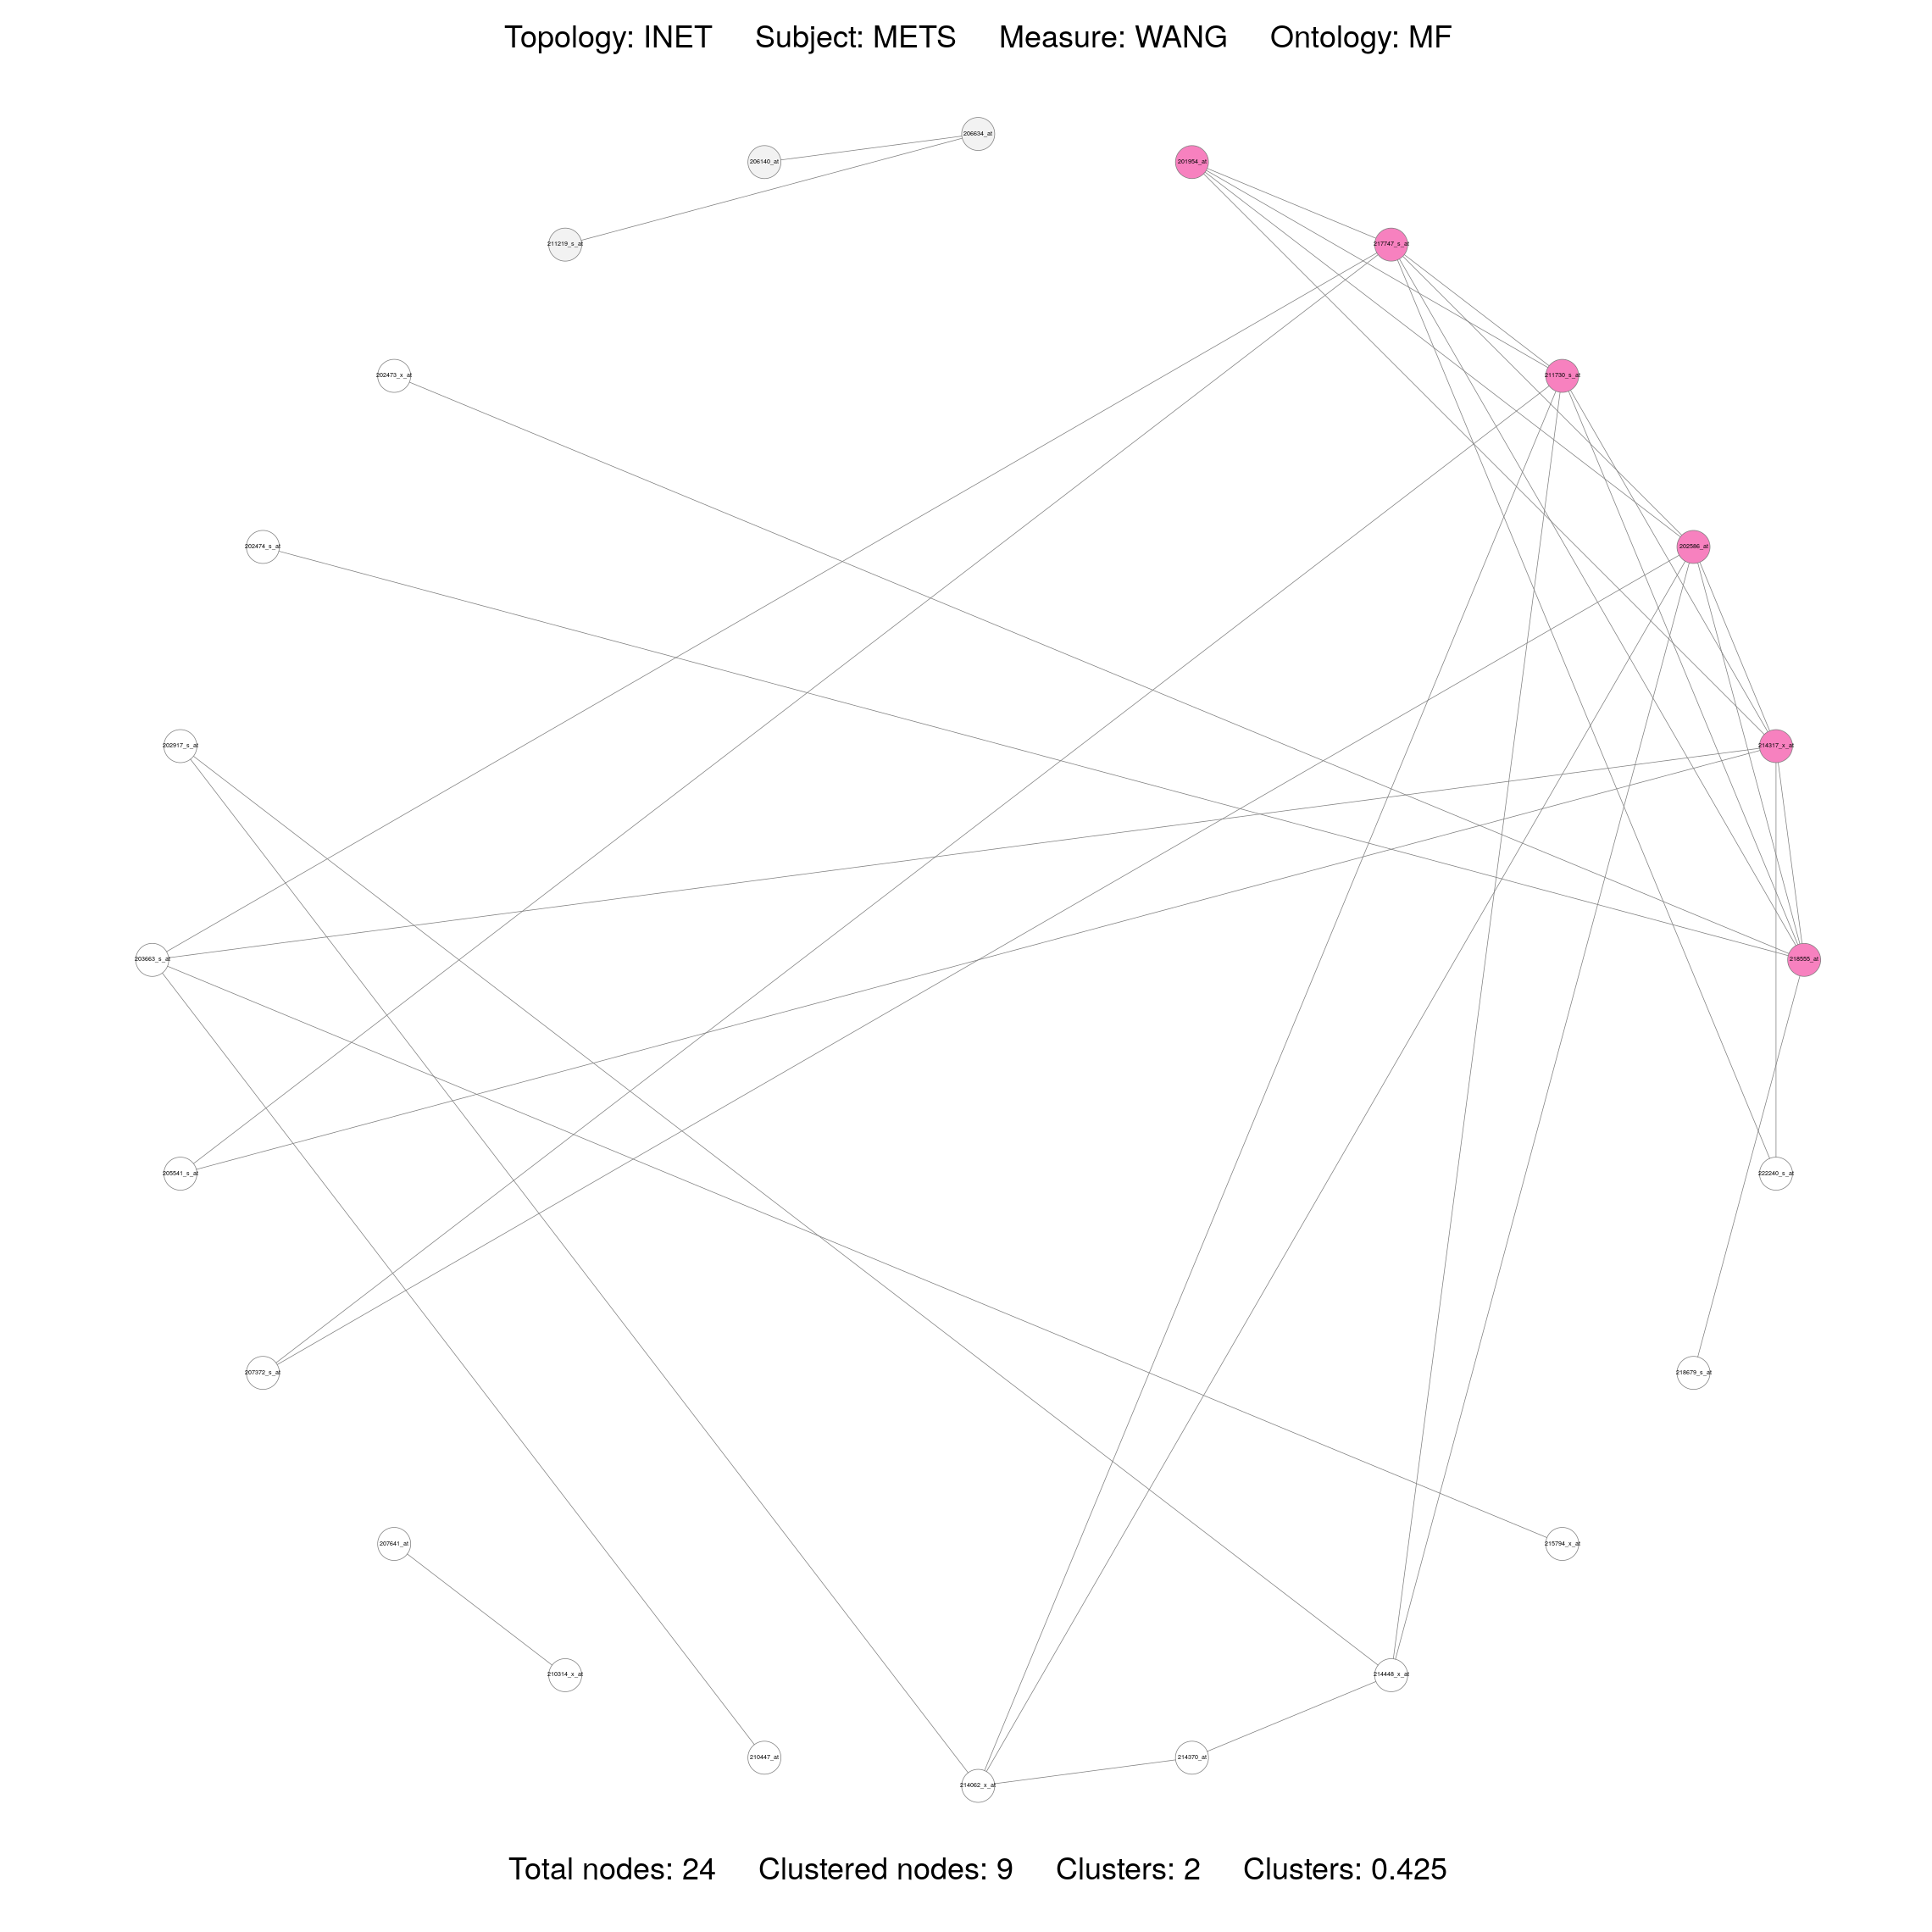 Topology: INET Subject: METS Measure: WANG Ontology: MF
206634_at
206140_at
201954_at
211219_s_at
217747_s_at
202473_x_at
211730_s_at
202474_s_at
202586_at
202917_s_at
214317_x_at
203663_s_at
218555_at
205541_s_at
222240_s_at
207372_s_at
218679_s_at
207641_at
215794_x_at
210314_x_at
214448_x_at
210447_at
214370_at
214062_x_at
Total nodes: 24 Clustered nodes: 9 Clusters: 2 Clusters: 0.425